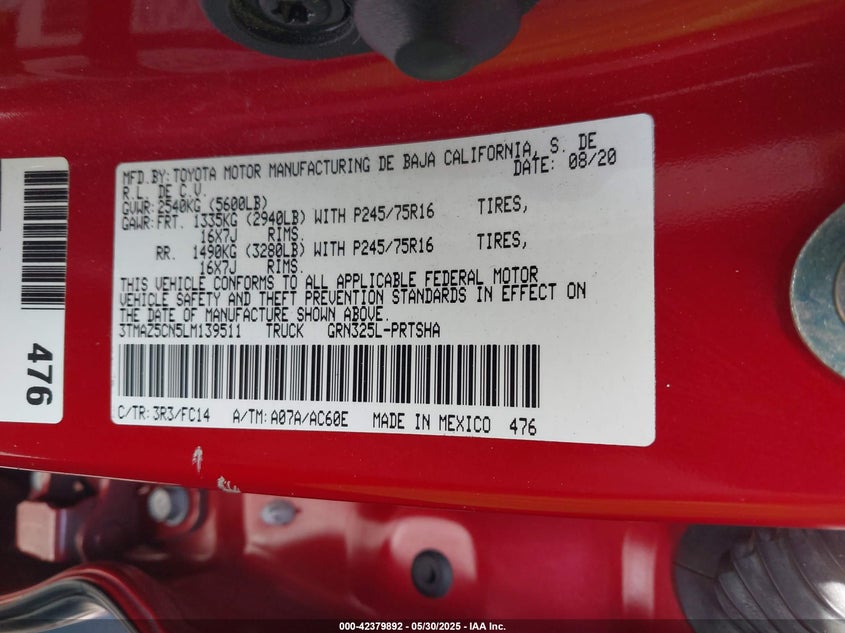 MFD. BY: TOYOTA MOTOR MANUFACTURING DE BAJA CALIFORNIA, S. DE
R L. DE C.V. DATE: 08/20
GVWR: 2540KG (5600LB)
GAWR: FRT. 1335KG (2940LB) WITH P245/75R16 TIRES,
16X7J RIMS.
RR. 1490KG (3280LB) WITH P245/75R16 TIRES,
16X7J RIMS.
THIS VEHICLE CONFORMS TO ALL APPLICABLE FEDERAL MOTOR
VEHICLE SAFETY AND THEFT PREVENTION STANDARDS IN EFFECT ON
THE DATE OF MANUFACTURE SHOWN ABOVE.
3TMAZ5CN5LM139511 TRUCK GRN325L-PRTSHA
C/TR: 3R3/FC14 A/TM: A07A/AC60E MADE IN MEXICO 476
476
000-42379892 - 05/30/2025 - IAA Inc.